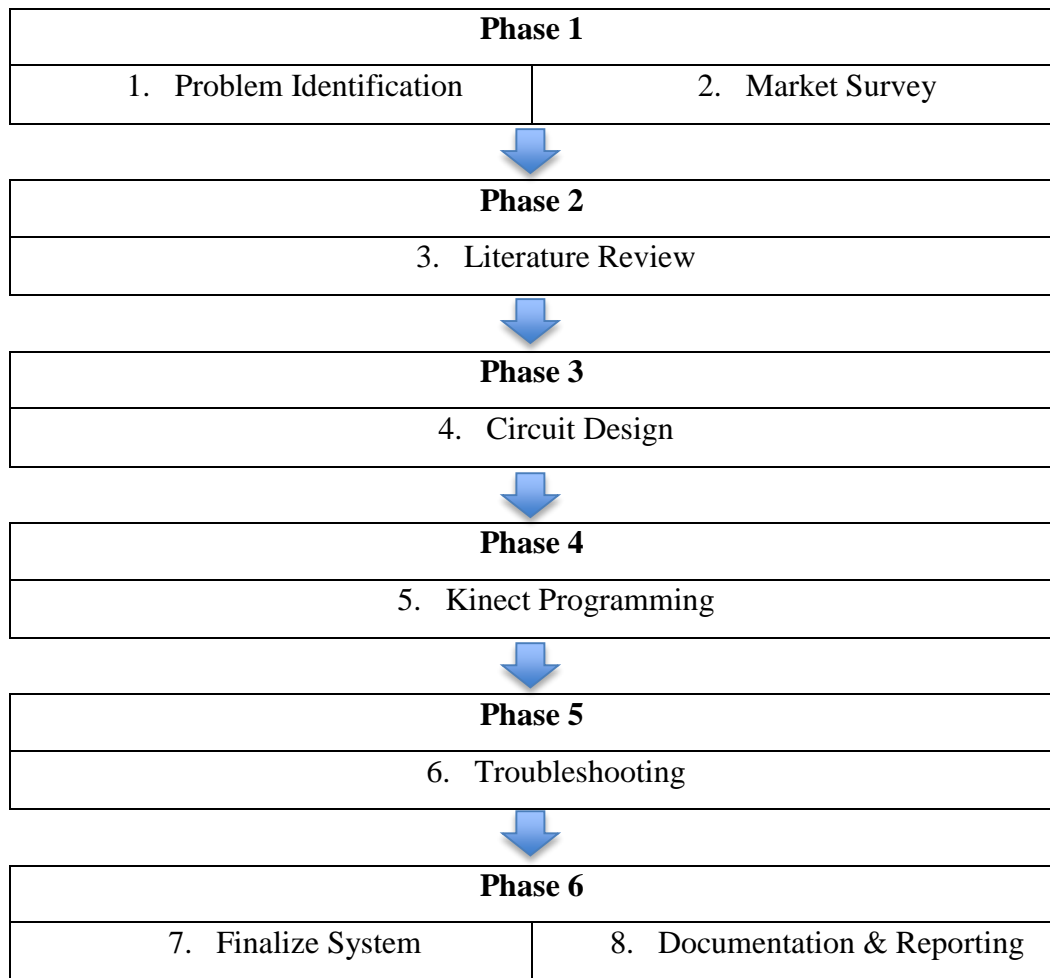 Phase 1
1. Problem Identification
2. Market Survey
Phase 2
3. Literature Review
Phase 3
4. Circuit Design
Phase 4
5. Kinect Programming
Phase 5
6. Troubleshooting
Phase 6
7. Finalize System
8. Documentation & Reporting